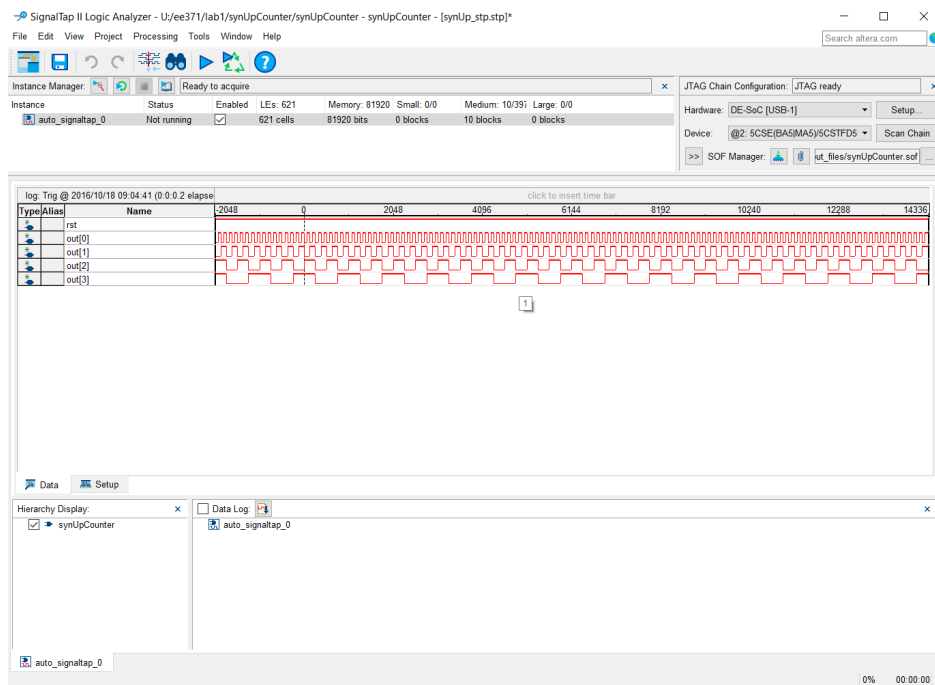 SignalTap II Logic Analyzer - U:/ee371/lab1/synUpCounter/synUpCounter - synUpCounter - [synUp_stp.stp]*
File Edit View Project Processing Tools Window Help
Search altera.com
Instance Manager: Ready to acquire
JTAG Chain Configuration: JTAG ready
Instance Status Enabled LEs: 621 Memory: 81920 Small: 0/0 Medium: 10/397 Large: 0/0
auto_signaltap_0 Not running 621 cells 81920 bits 0 blocks 10 blocks 0 blocks
Hardware: DE-SoC [USB-1] Setup...
Device: @2: 5CSE(BA5|MA5)/5CSTFD5 Scan Chain
>> SOF Manager: ut_files/synUpCounter.sof ...
log: Trig @ 2016/10/18 09:04:41 (0:0:0.2 elapse click to insert time bar
Type Alias Name -2048 0 2048 4096 6144 8192 10240 12288 14336
rst
out[0]
out[1]
out[2]
out[3]
1
Data Setup
Hierarchy Display: Data Log:
synUpCounter auto_signaltap_0
auto_signaltap_0
0% 00:00:00